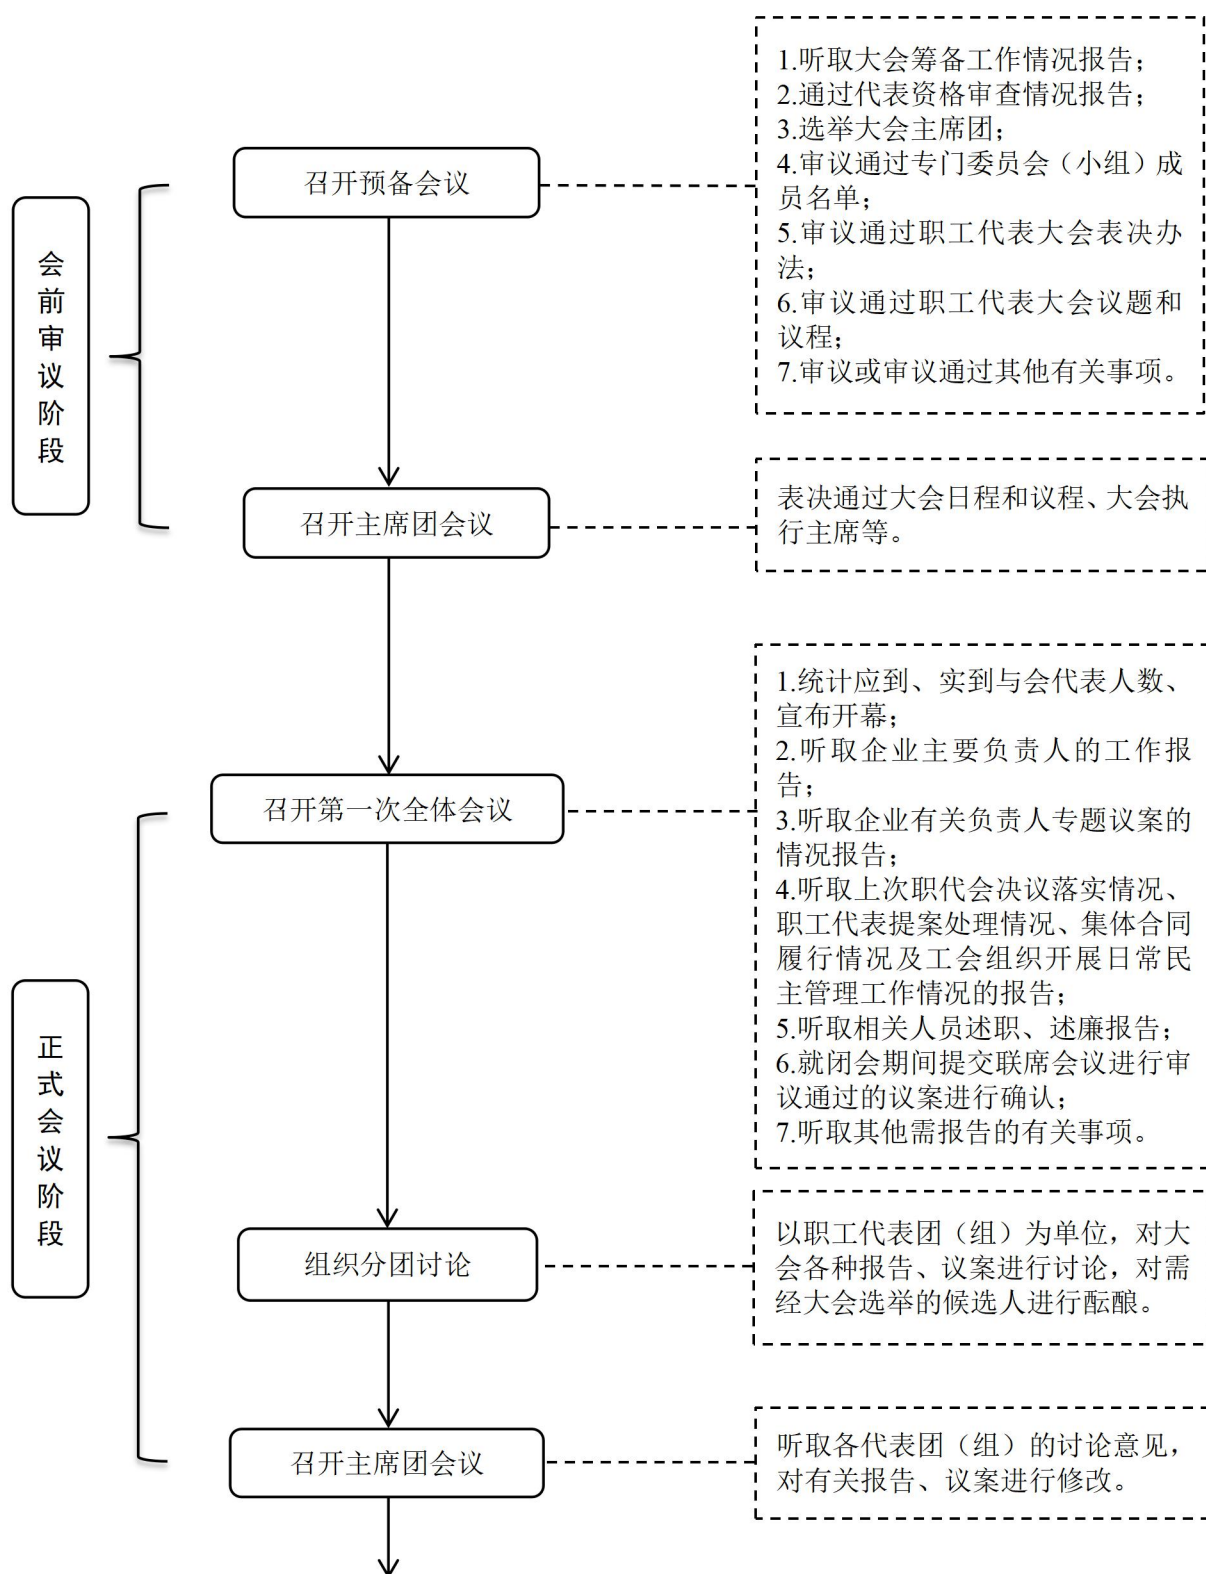 会前审议阶段
召开预备会议
1.听取大会筹备工作情况报告；
2.通过代表资格审查情况报告；
3.选举大会主席团；
4.审议通过专门委员会（小组）成
员名单；
5.审议通过职工代表大会表决办
法；
6.审议通过职工代表大会议题和
议程；
7.审议或审议通过其他有关事项。
召开主席团会议
表决通过大会日程和议程、大会执
行主席等。
正式会议阶段
召开第一次全体会议
1.统计应到、实到与会代表人数、
宣布开幕；
2.听取企业主要负责人的工作报
告；
3.听取企业有关负责人专题议案的
情况报告；
4.听取上次职代会决议落实情况、
职工代表提案处理情况、集体合同
履行情况及工会组织开展日常民
主管理工作情况的报告；
5.听取相关人员述职、述廉报告；
6.就闭会期间提交联席会议进行审
议通过的议案进行确认；
7.听取其他需报告的有关事项。
组织分团讨论
以职工代表团（组）为单位，对大
会各种报告、议案进行讨论，对需
经大会选举的候选人进行酝酿。
召开主席团会议
听取各代表团（组）的讨论意见，
对有关报告、议案进行修改。